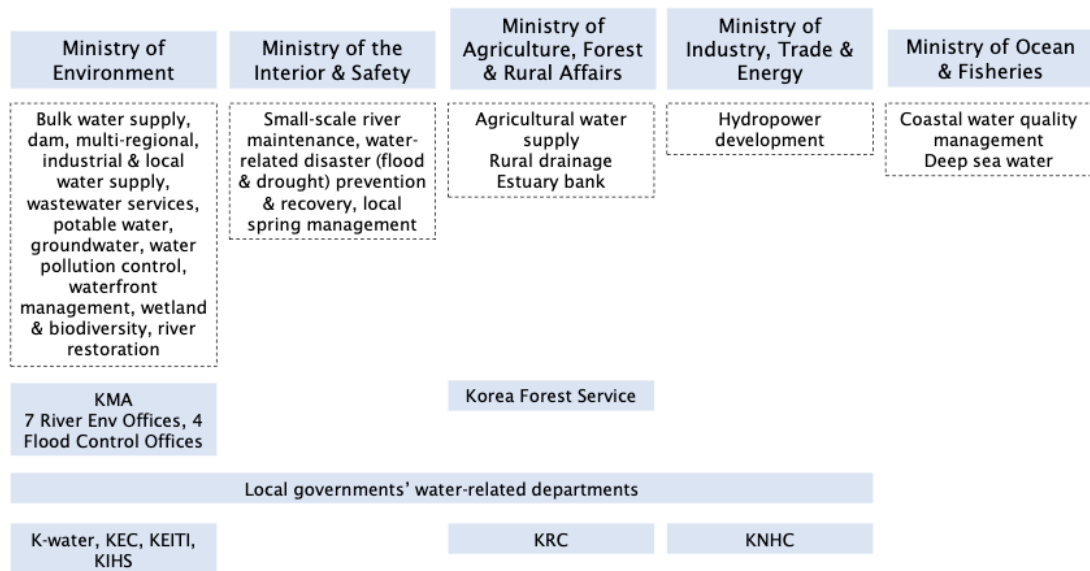 Ministry of
Environment
Ministry of the
Interior & Safety
Ministry of
Agriculture, Forest
& Rural Affairs
Ministry of
Industry, Trade &
Energy
Ministry of Ocean
& Fisheries
Bulk water supply,
dam, multi-regional,
industrial & local
water supply,
wastewater services,
potable water,
groundwater, water
pollution control,
waterfront
management, wetland
& biodiversity, river
restoration
Small-scale river
maintenance, water-
related disaster (flood
& drought) prevention
& recovery, local
spring management
Agricultural water
supply
Rural drainage
Estuary bank
Hydropower
development
Coastal water quality
management
Deep sea water
KMA
7 River Env Offices, 4
Flood Control Offices
Korea Forest Service
Local governments’ water-related departments
K-water, KEC, KEITI,
KIHS
KRC
KNHC